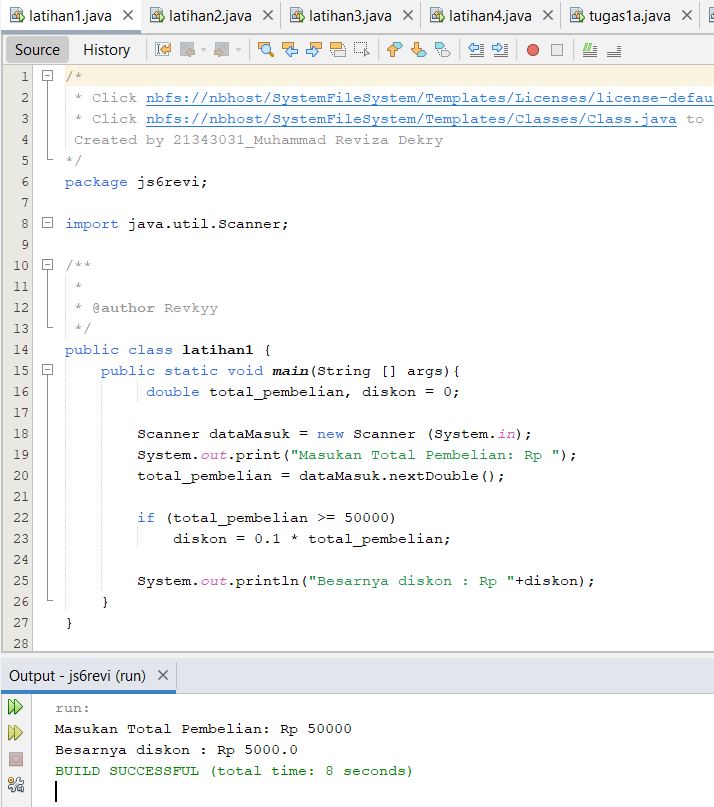 latihan1.java latihan2.java latihan3.java latihan4.java tugas1a.java
Source History
1 /*
2 * Click nbfs://nbhost/SystemFileSystem/Templates/Licenses/license-defau
3 * Click nbfs://nbhost/SystemFileSystem/Templates/Classes/Class.java to
4 Created by 21343031_Muhammad Reviza Dekry
5 */
6 package js6revi;
7
8 import java.util.Scanner;
9
10 /**
11 *
12 * @author Revkyy
13 */
14 public class latihan1 {
15 public static void main(String [] args){
16 double total_pembelian, diskon = 0;
17
18 Scanner dataMasuk = new Scanner (System.in);
19 System.out.print("Masukan Total Pembelian: Rp ");
20 total_pembelian = dataMasuk.nextDouble();
21
22 if (total_pembelian >= 50000)
23 diskon = 0.1 * total_pembelian;
24
25 System.out.println("Besarnya diskon : Rp "+diskon);
26 }
27 }
28
Output - js6revi (run)
run:
Masukan Total Pembelian: Rp 50000
Besarnya diskon : Rp 5000.0
BUILD SUCCESSFUL (total time: 8 seconds)